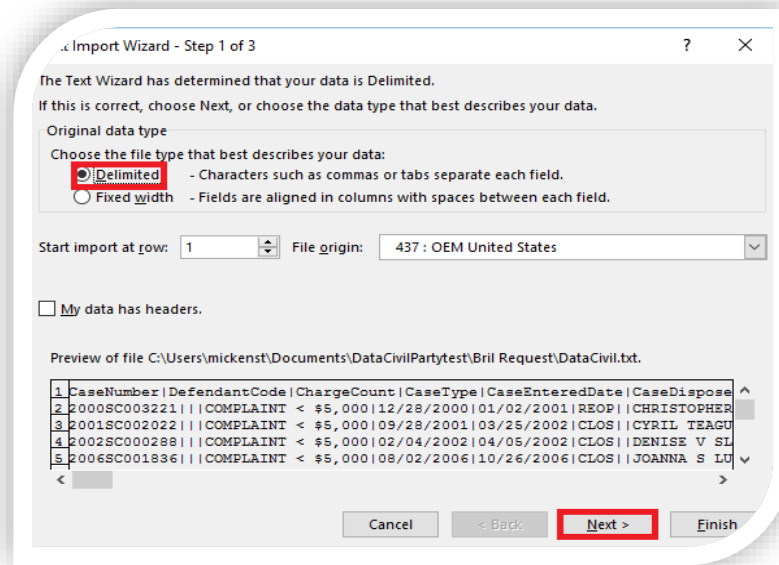 Import Wizard - Step 1 of 3 ?
The Text Wizard has determined that your data is Delimited.
If this is correct, choose Next, or choose the data type that best describes your data.
Original data type
Choose the file type that best describes your data:
Delimited - Characters such as commas or tabs separate each field.
Fixed width - Fields are aligned in columns with spaces between each field.
Start import at row: 1 File origin: 437 : OEM United States
My data has headers.
Preview of file C:\Users\mickenst\Documents\DataCivilPartytest\Bril Request\DataCivil.txt.
1 CaseNumber|DefendantCode|ChargeCount|CaseType|CaseEnteredDate|CaseDispose
2 2000SC003221|||COMPLAINT < $5,000|12/28/2000|01/02/2001|REOP||CHRISTOPHER
3 2001SC002022|||COMPLAINT < $5,000|09/28/2001|03/25/2002|CLOS||CYRIL TEAGU
4 2002SC000288|||COMPLAINT < $5,000|02/04/2002|04/05/2002|CLOS||DENISE V SL
5 2006SC001836|||COMPLAINT < $5,000|08/02/2006|10/26/2006|CLOS||JOANNA S LU
Cancel < Back Next > Finish